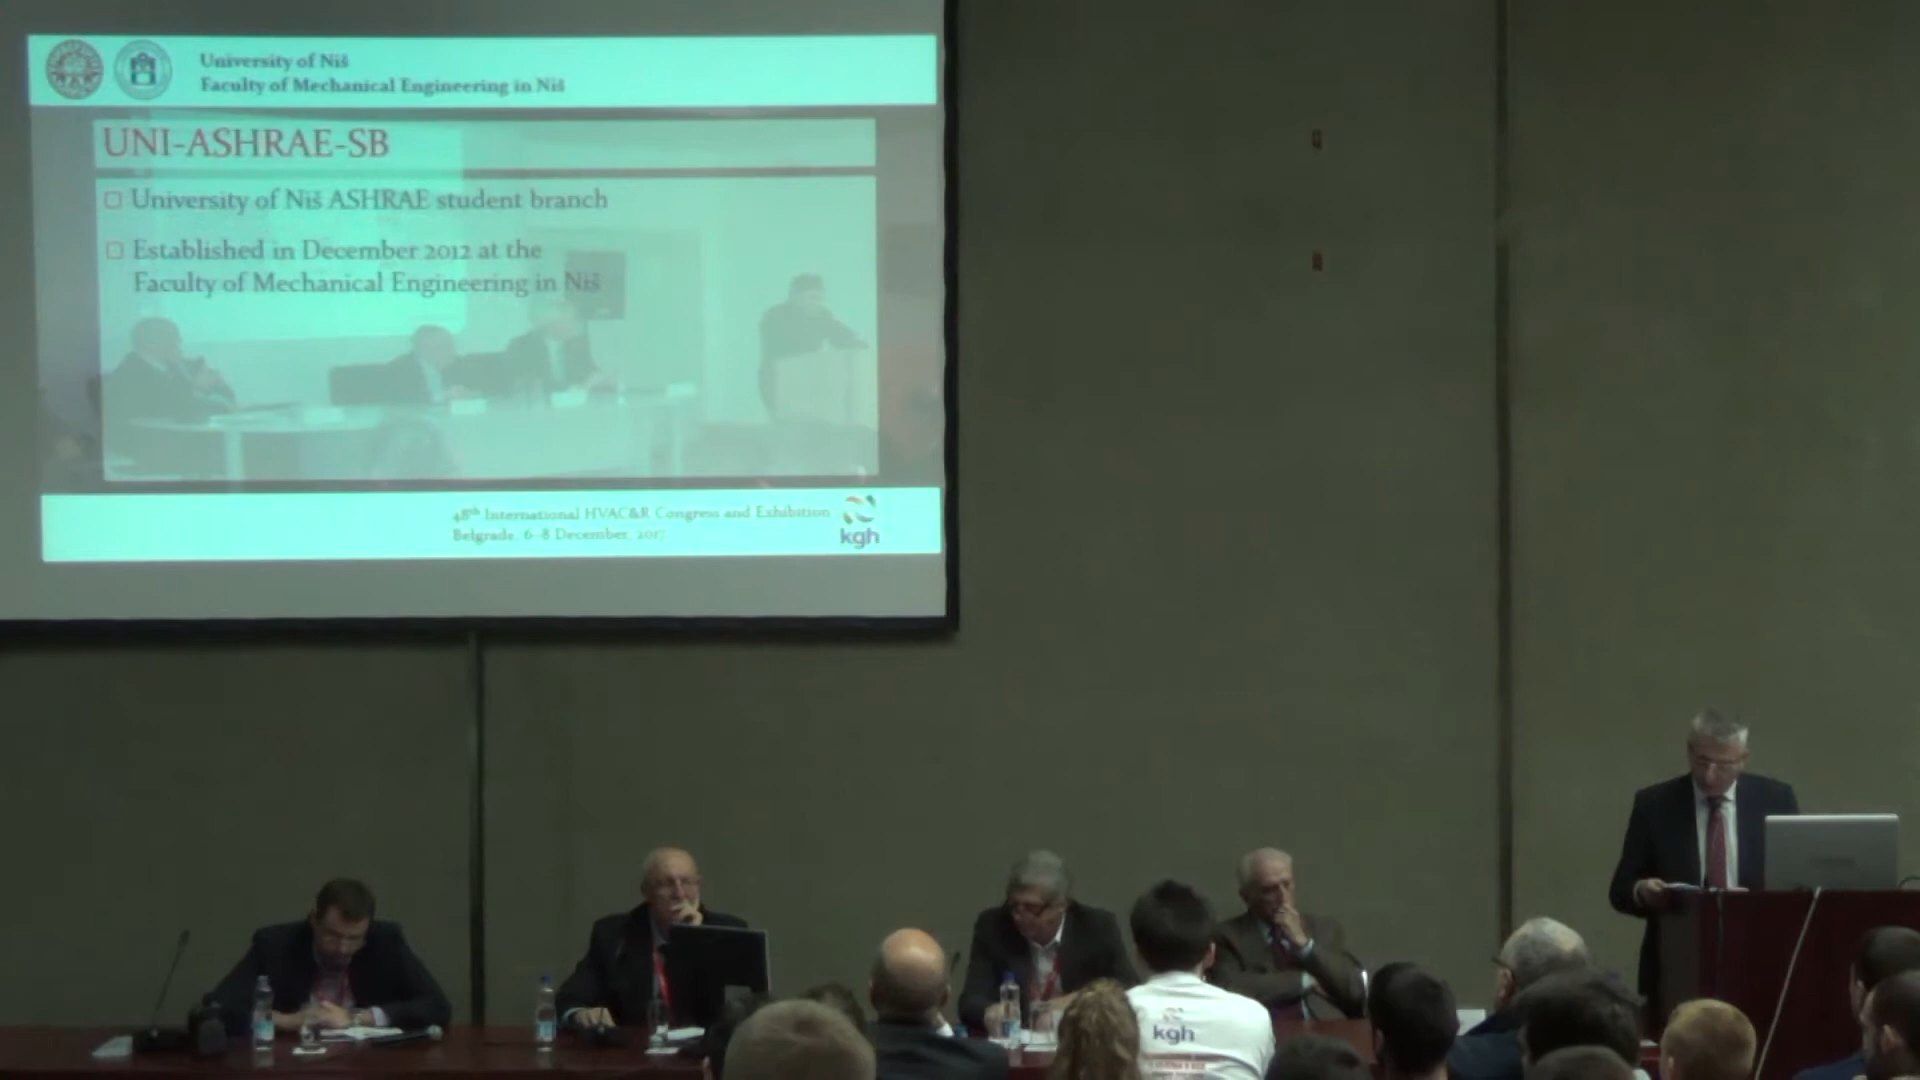 University of Niš
Faculty of Mechanical Engineering in Niš
UNI-ASHRAE-SB
University of Niš ASHRAE student branch
Established in December 2012 at the
Faculty of Mechanical Engineering in Niš
48th International HVAC&R Congress and Exhibition
Belgrade, 6-8 December, 2017
kgh
kgh